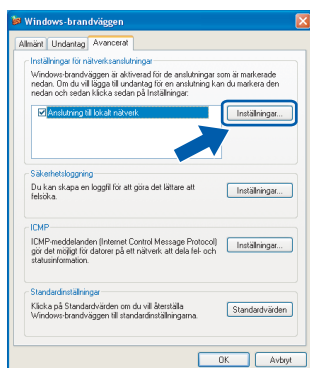 Windows-brandväggen
Allmänt Undantag Avancerat
Inställningar för nätverksanslutningar
Windows-brandväggen är aktiverad för de anslutningar som är markerade
nedan. Om du vill lägga till undantag för en anslutning kan du markera den
nedan och sedan klicka sedan på Inställningar:
Anslutning till lokalt nätverk
Inställningar...
Säkerhetsloggning
Du kan skapa en loggfil för att göra det lättare att
felsöka.
Inställningar...
ICMP
ICMP-meddelanden (Internet Control Message Protocol)
gör det möjligt för datorer på ett nätverk att dela fel- och
statusinformation.
Inställningar...
Standardinställningar
Klicka på Standardvärden om du vill återställa
Windows-brandväggen till standardinställningarna.
Standardvärden
OK Avbryt